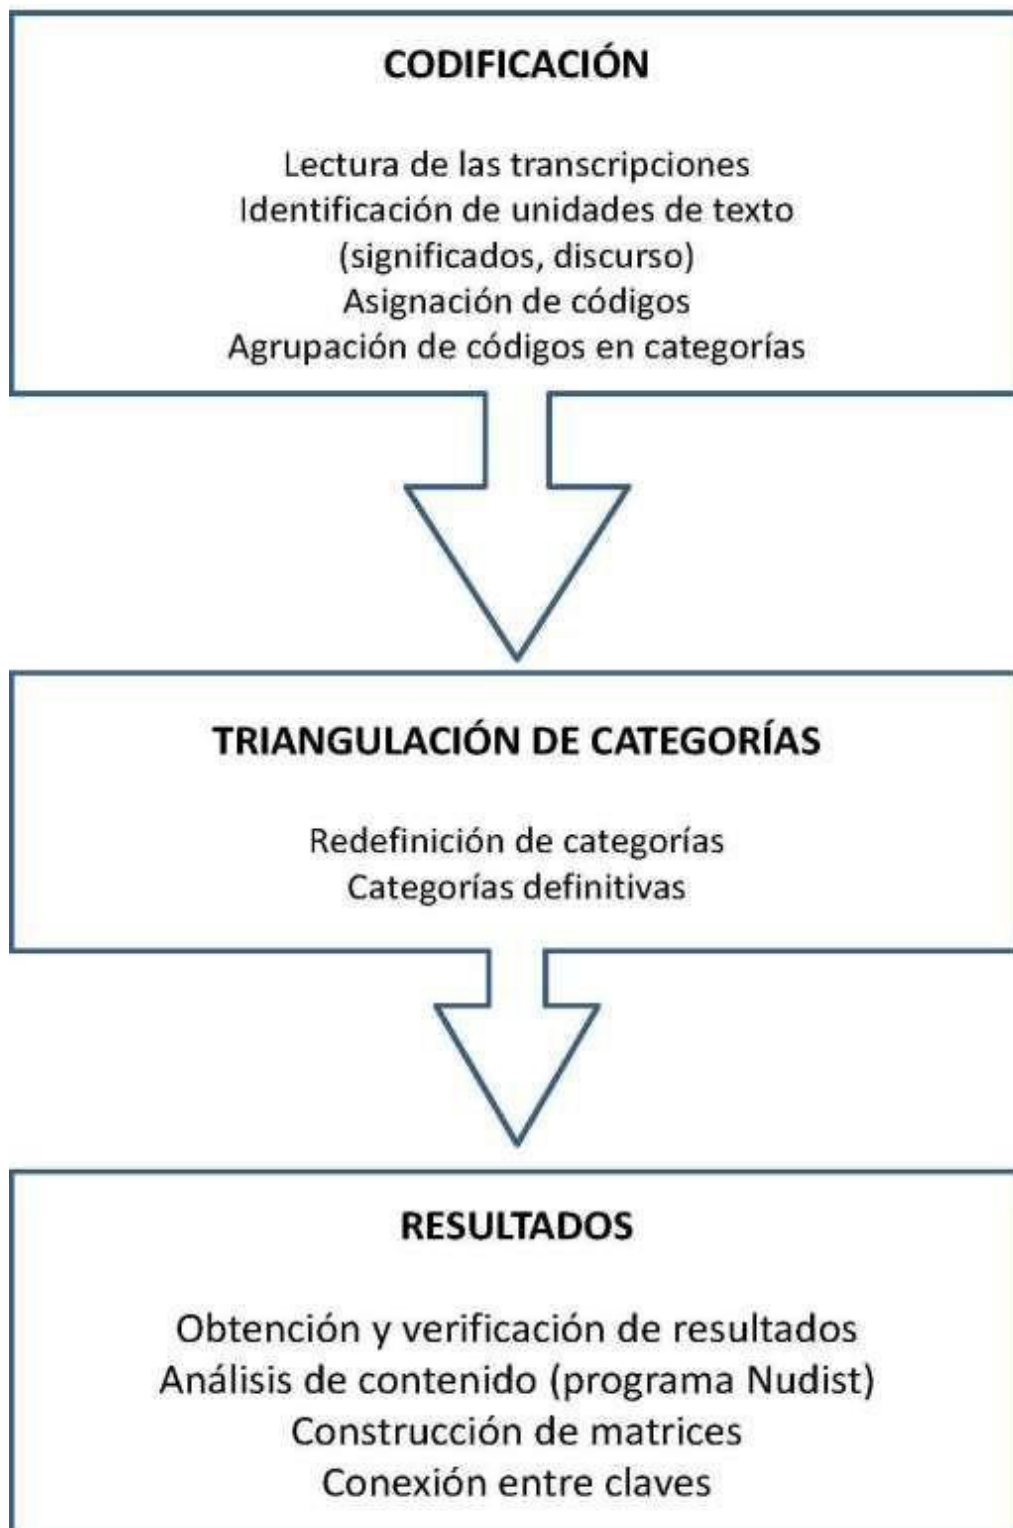 CODIFICACIÓN
Lectura de las transcripciones
Identificación de unidades de texto
(significados, discurso)
Asignación de códigos
Agrupación de códigos en categorías
TRIANGULACIÓN DE CATEGORÍAS
Redefinición de categorías
Categorías definitivas
RESULTADOS
Obtención y verificación de resultados
Análisis de contenido (programa Nudist)
Construcción de matrices
Conexión entre claves